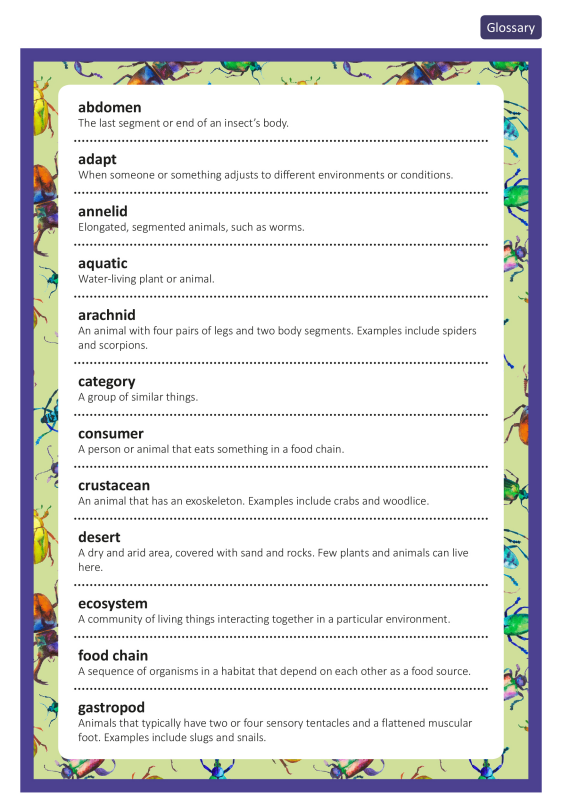 Glossary
abdomen
The last segment or end of an insect’s body.
adapt
When someone or something adjusts to different environments or conditions.
annelid
Elongated, segmented animals, such as worms.
aquatic
Water-living plant or animal.
arachnid
An animal with four pairs of legs and two body segments. Examples include spiders
and scorpions.
category
A group of similar things.
consumer
A person or animal that eats something in a food chain.
crustacean
An animal that has an exoskeleton. Examples include crabs and woodlice.
desert
A dry and arid area, covered with sand and rocks. Few plants and animals can live
here.
ecosystem
A community of living things interacting together in a particular environment.
food chain
A sequence of organisms in a habitat that depend on each other as a food source.
gastropod
Animals that typically have two or four sensory tentacles and a flattened muscular
foot. Examples include slugs and snails.